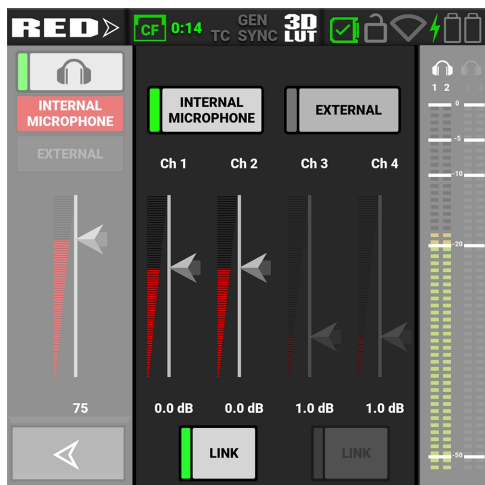 RED
CF 0:14
GEN
TC SYNC
3D
LUT
INTERNAL
MICROPHONE
EXTERNAL
75
INTERNAL
MICROPHONE
EXTERNAL
Ch 1 Ch 2 Ch 3 Ch 4
0.0 dB 0.0 dB 1.0 dB 1.0 dB
LINK
LINK
1 2 3 4
0
-5
-10
-20
-50